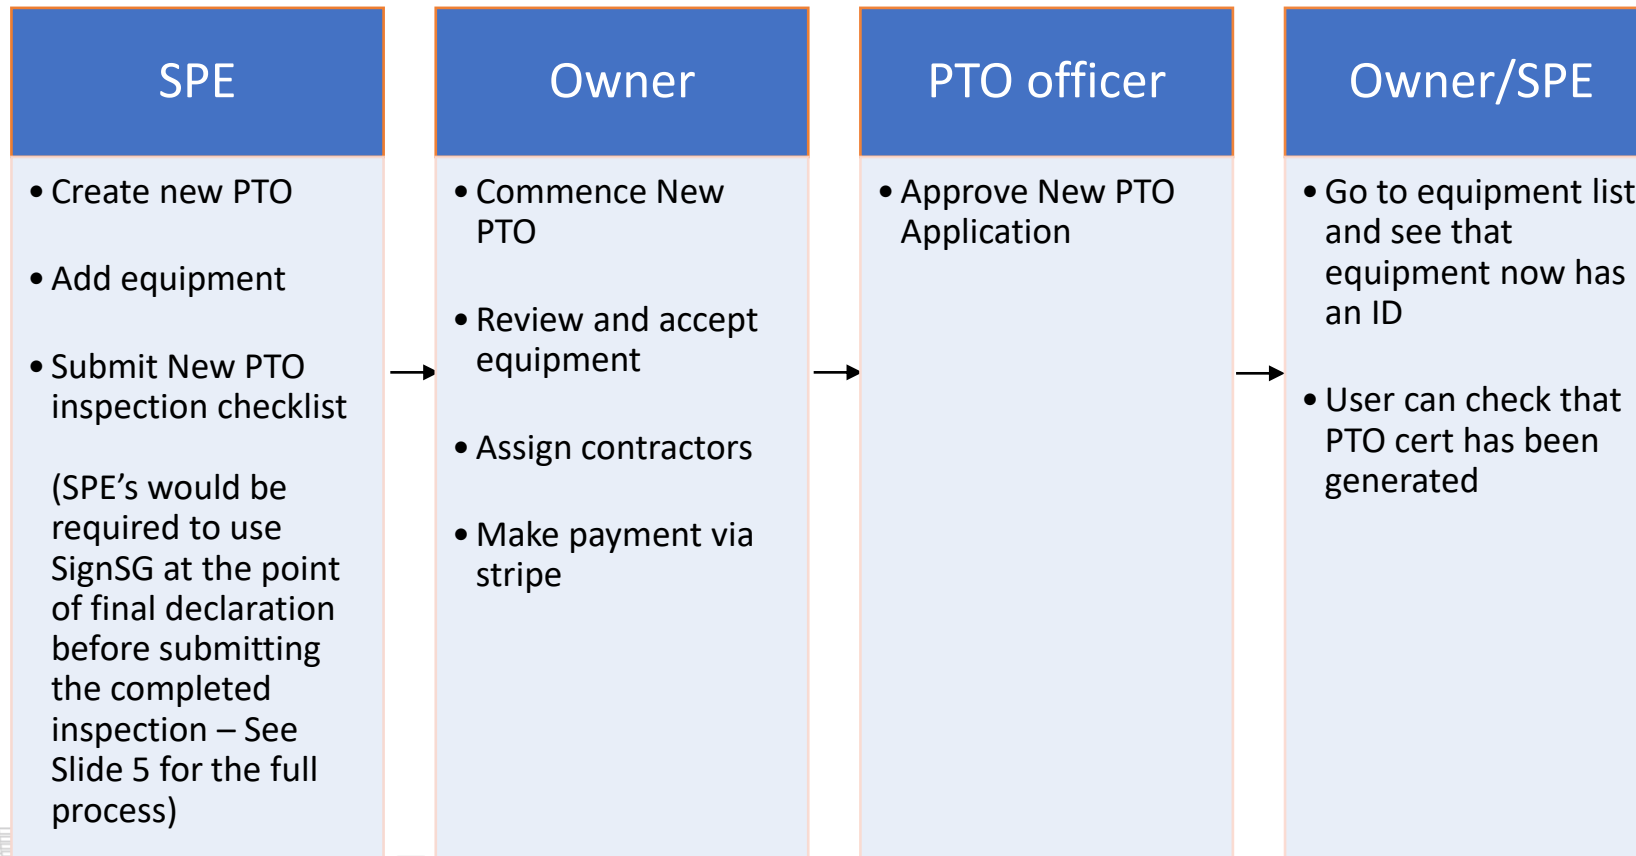 SPE
• Create new PTO
• Add equipment
• Submit New PTO
inspection checklist
(SPE’s would be
required to use
SignSG at the point
of final declaration
before submitting
the completed
inspection – See
Slide 5 for the full
process)
Owner
• Commence New
PTO
• Review and accept
equipment
• Assign contractors
• Make payment via
stripe
PTO officer
• Approve New PTO
Application
Owner/SPE
• Go to equipment list
and see that
equipment now has
an ID
• User can check that
PTO cert has been
generated